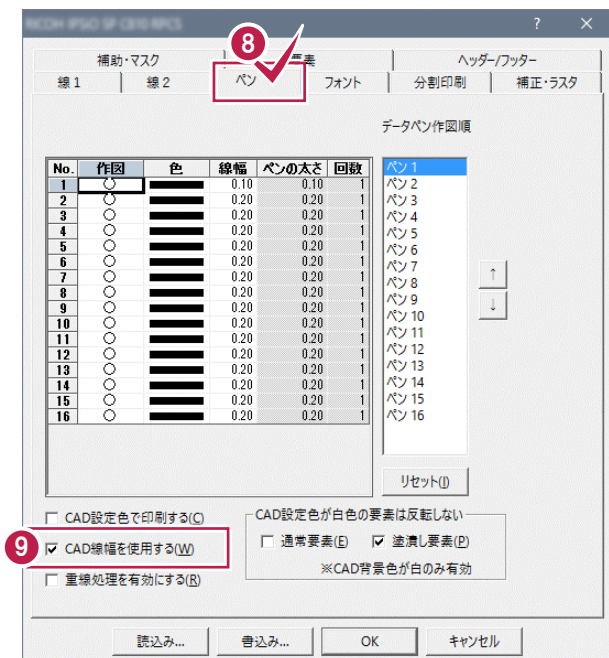 RICOH IPSiO SP C810 RPCS ? ×
8
補助・マスク 要素 ヘッダー/フッター
線1 線2 ペン フォント 分割印刷 補正・ラスタ
データペン作図順
No. 作図 色 線幅 ペンの太さ 回数
1 ○ 0.10 0.10 1
2 ○ 0.20 0.20 1
3 ○ 0.20 0.20 1
4 ○ 0.20 0.20 1
5 ○ 0.20 0.20 1
6 ○ 0.20 0.20 1
7 ○ 0.20 0.20 1
8 ○ 0.20 0.20 1
9 ○ 0.20 0.20 1
10 ○ 0.20 0.20 1
11 ○ 0.20 0.20 1
12 ○ 0.20 0.20 1
13 ○ 0.20 0.20 1
14 ○ 0.20 0.20 1
15 ○ 0.20 0.20 1
16 ○ 0.20 0.20 1
ペン 1
ペン 2
ペン 3
ペン 4
ペン 5
ペン 6
ペン 7
ペン 8
ペン 9
ペン 10
ペン 11
ペン 12
ペン 13
ペン 14
ペン 15
ペン 16
↑
↓
リセット(I)
CAD設定色で印刷する(C)
9 CAD線幅を使用する(W)
重線処理を有効にする(R)
CAD設定色が白色の要素は反転しない
通常要素(E) 塗潰し要素(P)
※CAD背景色が白のみ有効
読込み... 書込み... OK キャンセル